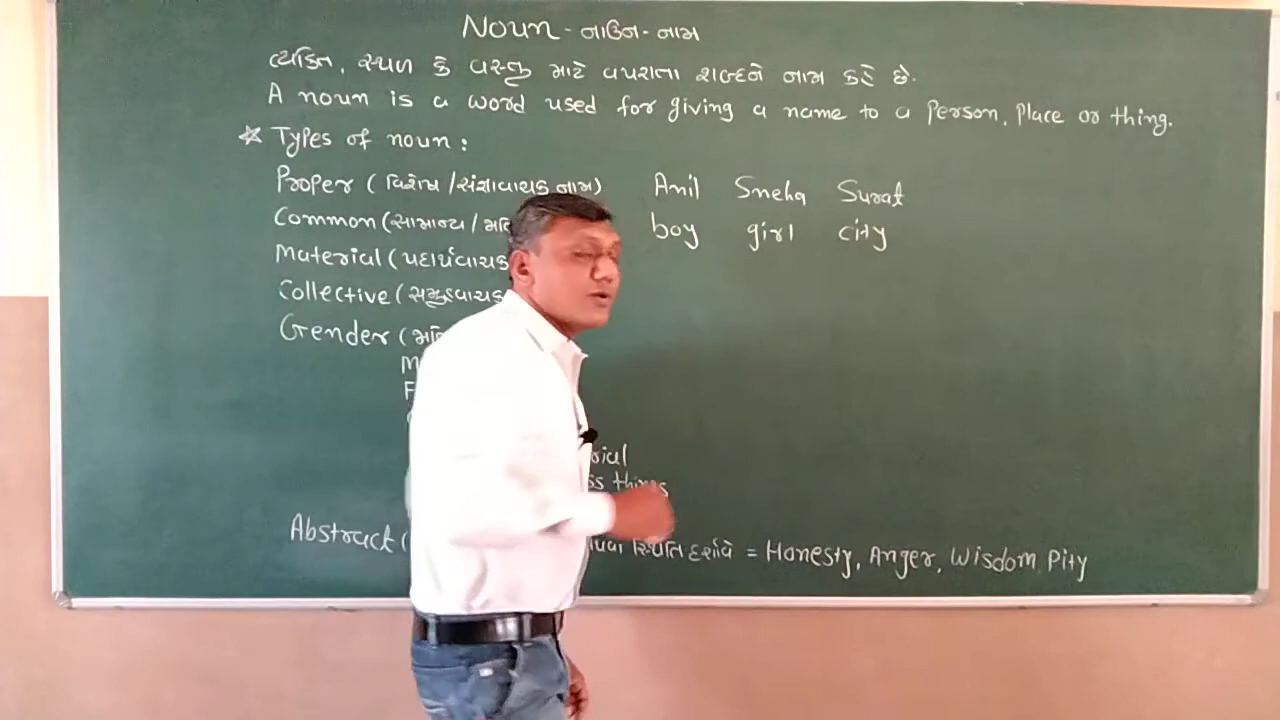 Noun - નાઉન - નામ
વ્યકિત, સ્થળ કે વસ્તુ માટે વપરાતા શબ્દને નામ કહે છે.
A noun is a word used for giving a name to a Person, Place or thing.
☆ Types of noun :
Proper ( વિશેષ / સંજ્ઞાવાચક નામ) Anil Sneha Surat
Common (સામાન્ય / જાતિ boy girl city
Material ( પદાર્થવાચક
Collective ( સમુહવાચક
Gender ( જાતિ
M
F
rial
ss things
Abstract ( સ્થિતિ દર્શાવે = Honesty, Anger, Wisdom, Pity